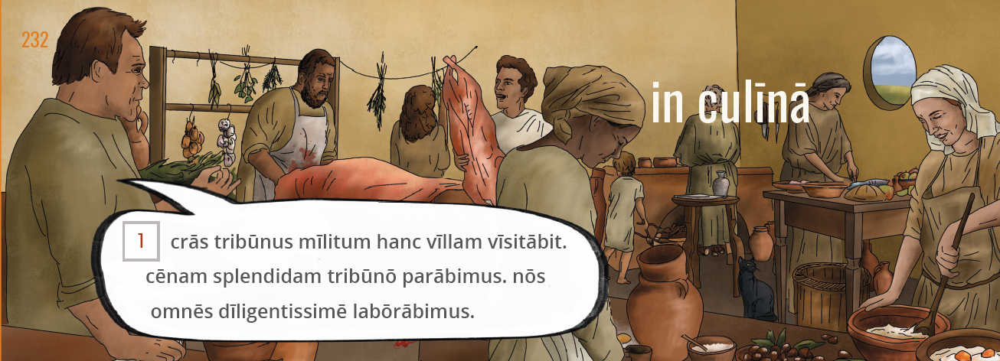 232
in culīnā
1 crās tribūnus mīlitum hanc vīllam vīsitābit.
cēnam splendidam tribūnō parābimus. nōs
omnēs dīligentissimē labōrābimus.